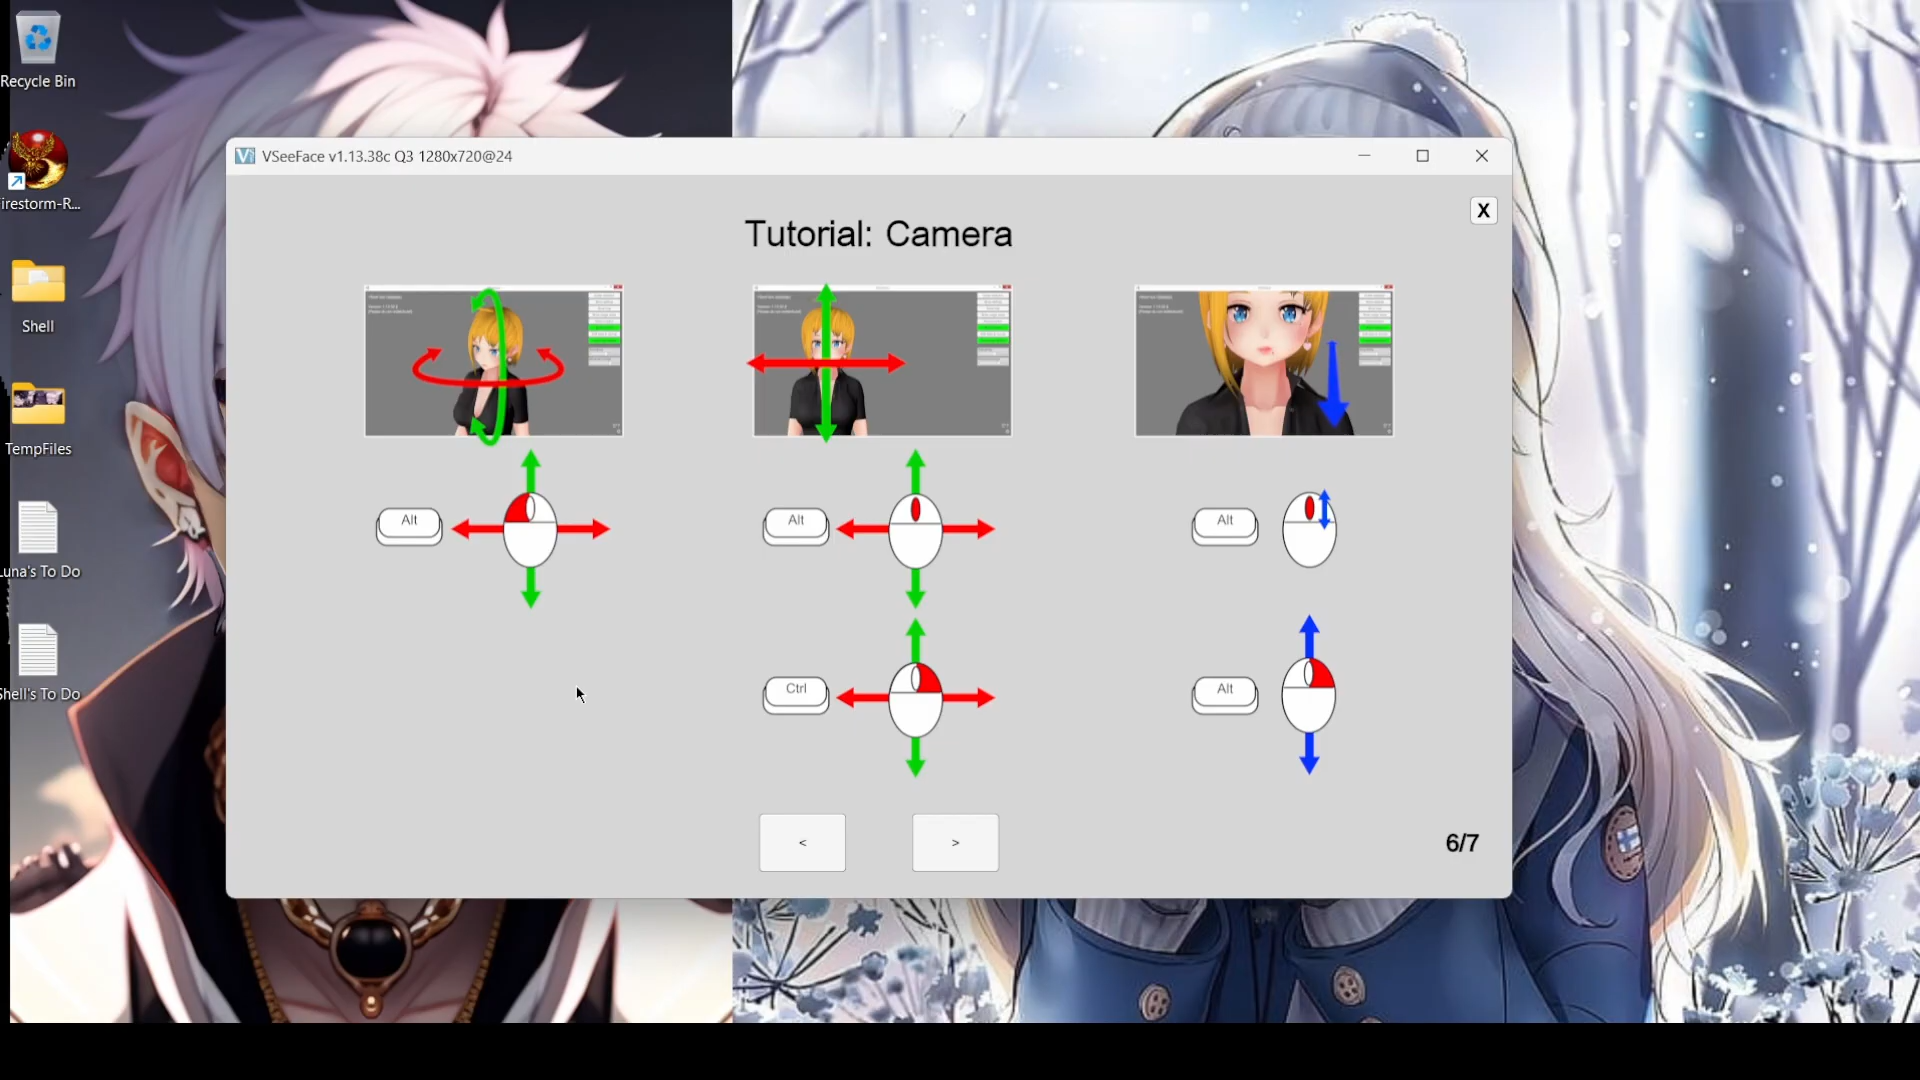 Recycle Bin
irestorm-R...
Shell
TempFiles
Luna's To Do
Shell's To Do
VSeeFace v1.13.38c Q3 1280x720@24
X
Tutorial: Camera
Alt
Alt
Alt
Ctrl
Alt
<
>
6/7